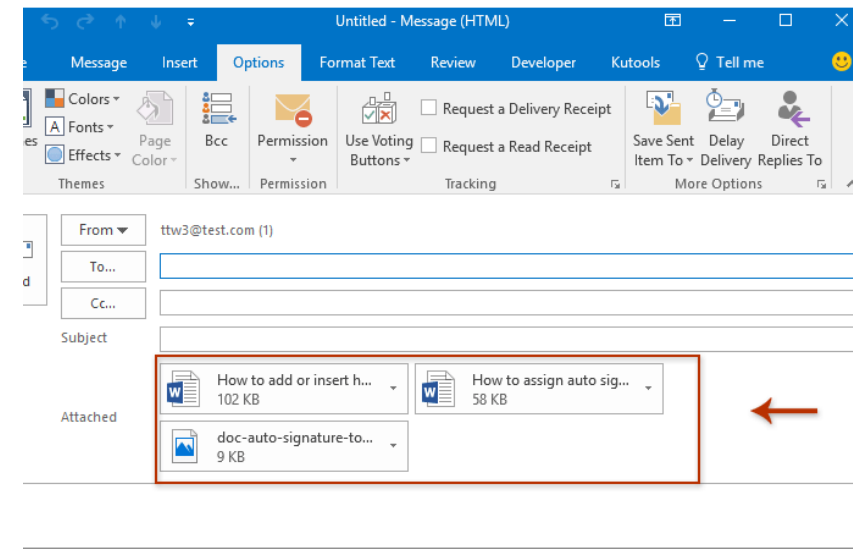 Untitled - Message (HTML)
Message Insert Options Format Text Review Developer Kutools Tell me
Colors
Fonts
Effects
Page Color
Themes
Bcc
Show...
Permission
Permission
Use Voting Buttons
Request a Delivery Receipt
Request a Read Receipt
Tracking
Save Sent Item To
Delay Delivery
Direct Replies To
More Options
From ttw3@test.com (1)
To...
Cc...
Subject
Attached
How to add or insert h...
102 KB
How to assign auto sig...
58 KB
doc-auto-signature-to...
9 KB